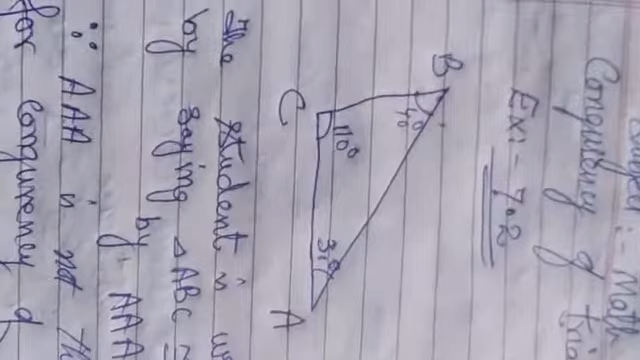 :- Math
Congruency of
Ex:- 7.2
B
40
C
110°
30°
A
The student is
by saying △ABC ≅
by AAA
∵ AAA is not
for Congruency of